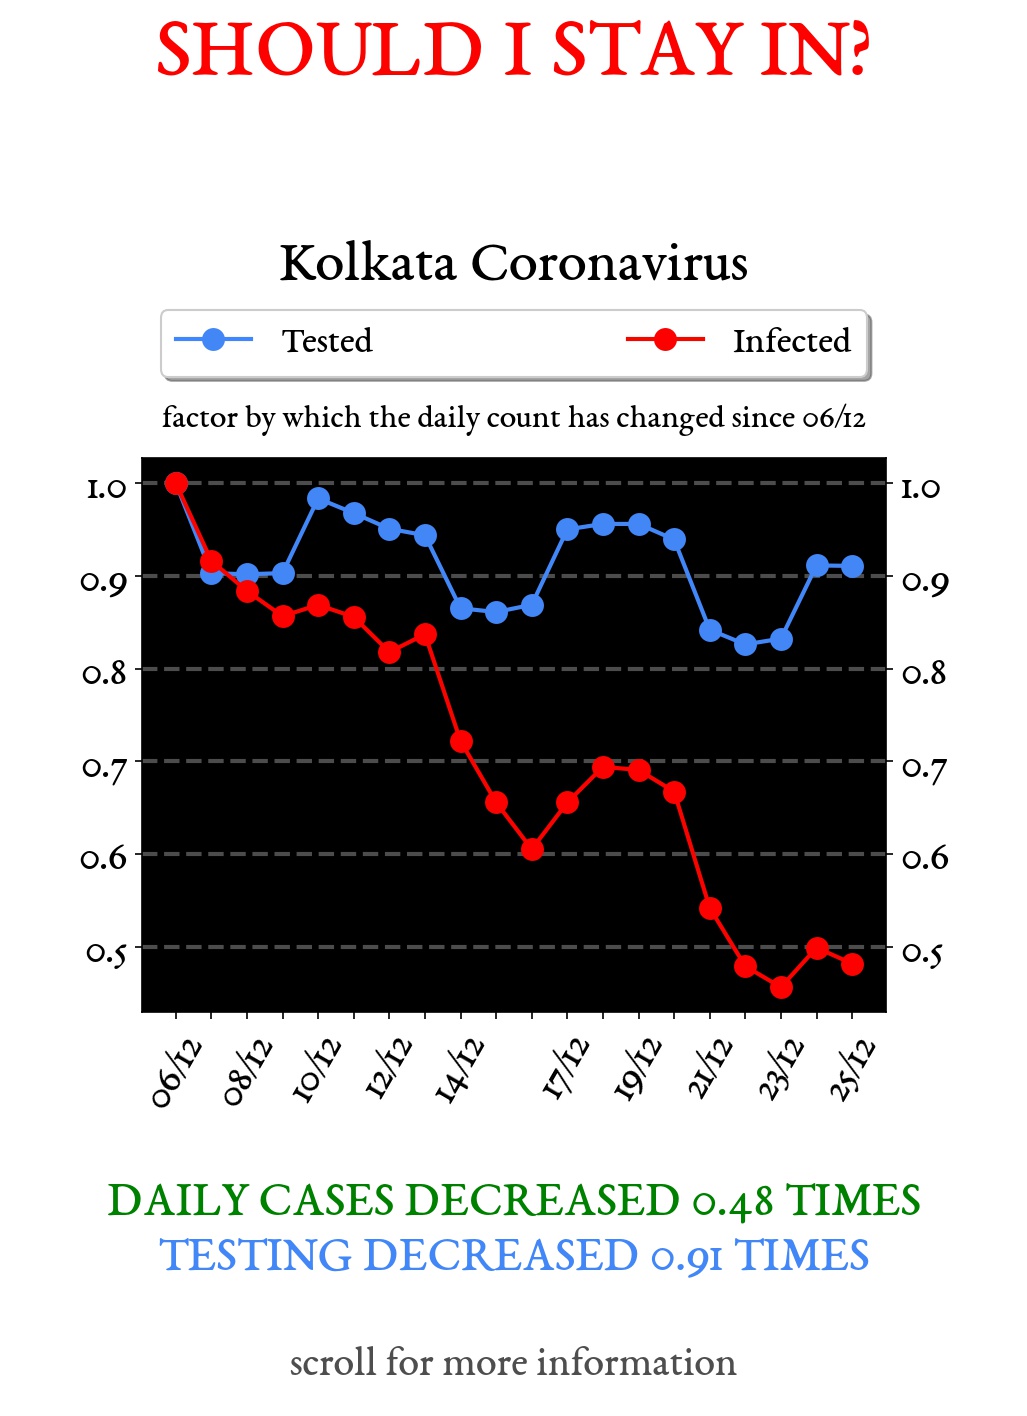 SHOULD I STAY IN?
Kolkata Coronavirus
Tested Infected
factor by which the daily count has changed since 06/12
1.0 1.0
0.9 0.9
0.8 0.8
0.7 0.7
0.6 0.6
0.5 0.5
06/12 08/12 10/12 12/12 14/12 17/12 19/12 21/12 23/12 25/12
DAILY CASES DECREASED 0.48 TIMES
TESTING DECREASED 0.91 TIMES
scroll for more information